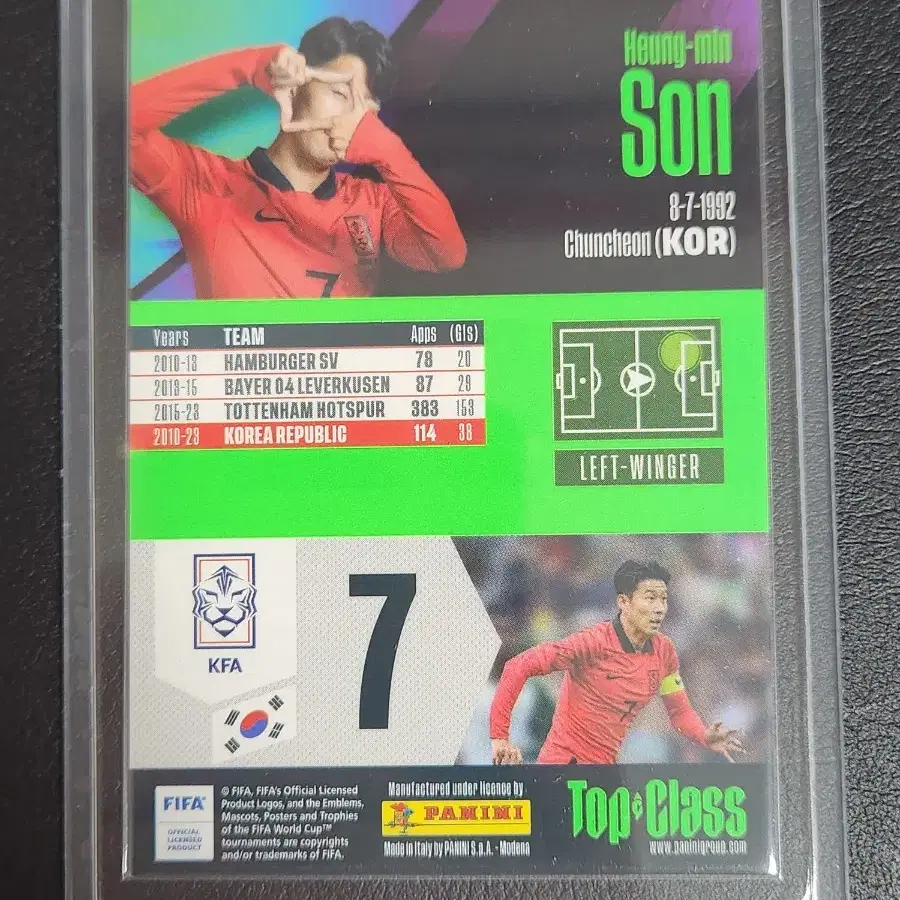 Heung-min
Son
8-7-1992
Chuncheon (KOR)
7
Years TEAM Apps (Gls)
2010-13 HAMBURGER SV 78 20
2013-15 BAYER 04 LEVERKUSEN 87 29
2015-23 TOTTENHAM HOTSPUR 383 153
2010-23 KOREA REPUBLIC 114 38
LEFT-WINGER
KFA
7
7
FIFA®
OFFICIAL
LICENSED
PRODUCT
© FIFA, FIFA's Official Licensed
Product Logos, and the Emblems,
Mascots, Posters and Trophies
of the FIFA World Cup™
tournaments are copyrights
and/or trademarks of FIFA.
Manufactured under licence by
PANINI
Made in Italy by PANINI S.p.A. - Modena
Top Class
www.paninigroup.com